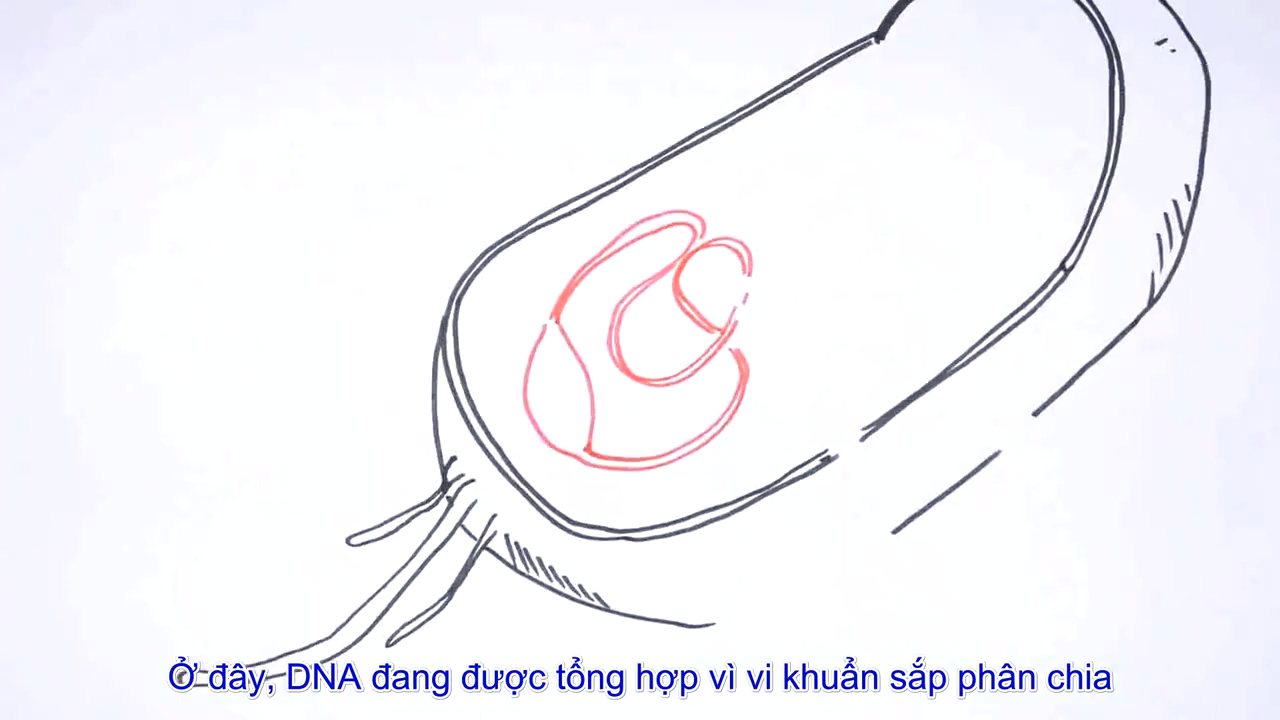 Ở đây, DNA đang được tổng hợp vì vi khuẩn sắp phân chia